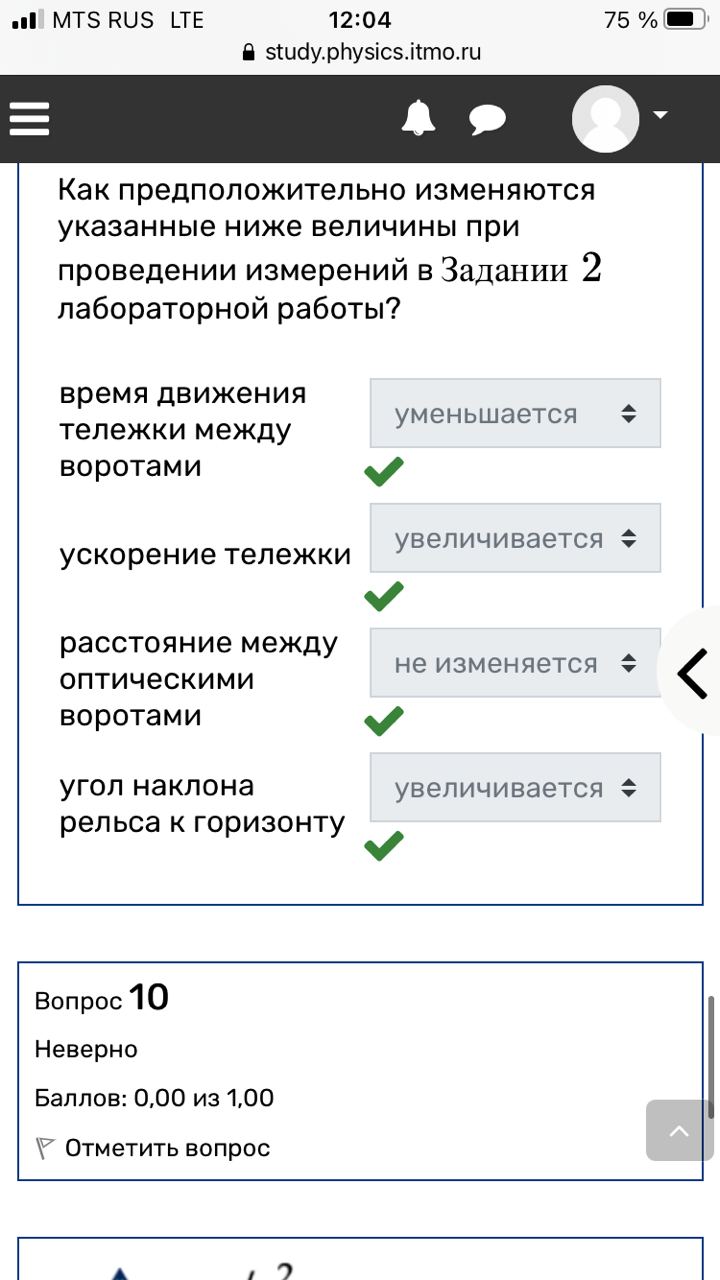 MTS RUS LTE 12:04 75 %
study.physics.itmo.ru
Как предположительно изменяются
указанные ниже величины при
проведении измерений в Задании 2
лабораторной работы?
время движения
тележки между
воротами
уменьшается
ускорение тележки
увеличивается
расстояние между
оптическими
воротами
не изменяется
угол наклона
рельса к горизонту
увеличивается
Вопрос 10
Неверно
Баллов: 0,00 из 1,00
Отметить вопрос